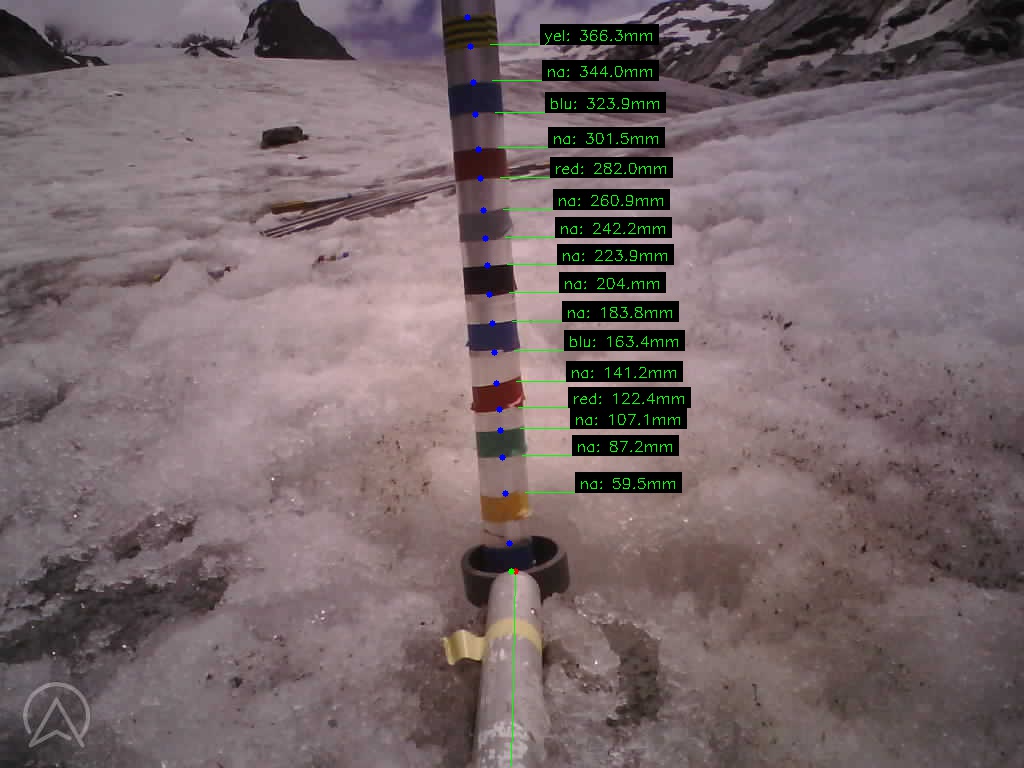 yel: 366.3mm
na: 344.0mm
blu: 323.9mm
na: 301.5mm
red: 282.0mm
na: 260.9mm
na: 242.2mm
na: 223.9mm
na: 204.mm
na: 183.8mm
blu: 163.4mm
na: 141.2mm
red: 122.4mm
na: 107.1mm
na: 87.2mm
na: 59.5mm